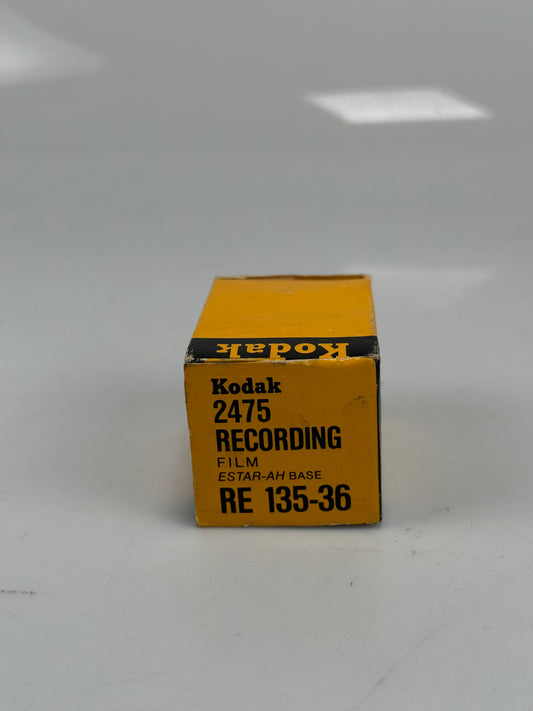 Kodak
Kodak
2475
RECORDING
FILM
ESTAR-AH BASE
RE 135-36